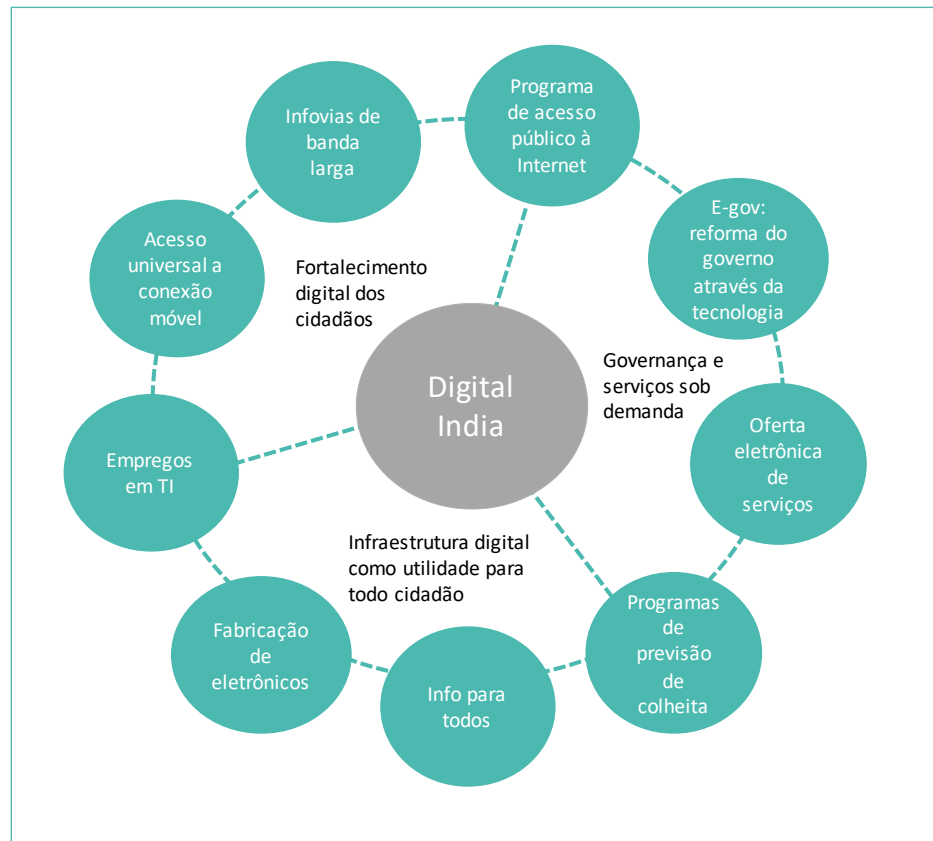 Programa
de acesso
público à
Internet
Infovias de
banda
larga
E-gov:
reforma do
governo
através da
tecnologia
Acesso
universal a
conexão
móvel
Fortalecimento
digital dos
cidadãos
Digital
India
Governança e
serviços sob
demanda
Oferta
eletrônica
de
serviços
Empregos
em TI
Infraestrutura digital
como utilidade para
todo cidadão
Programas
de
previsão
de
colheita
Fabricação
de
eletrônicos
Info para
todos